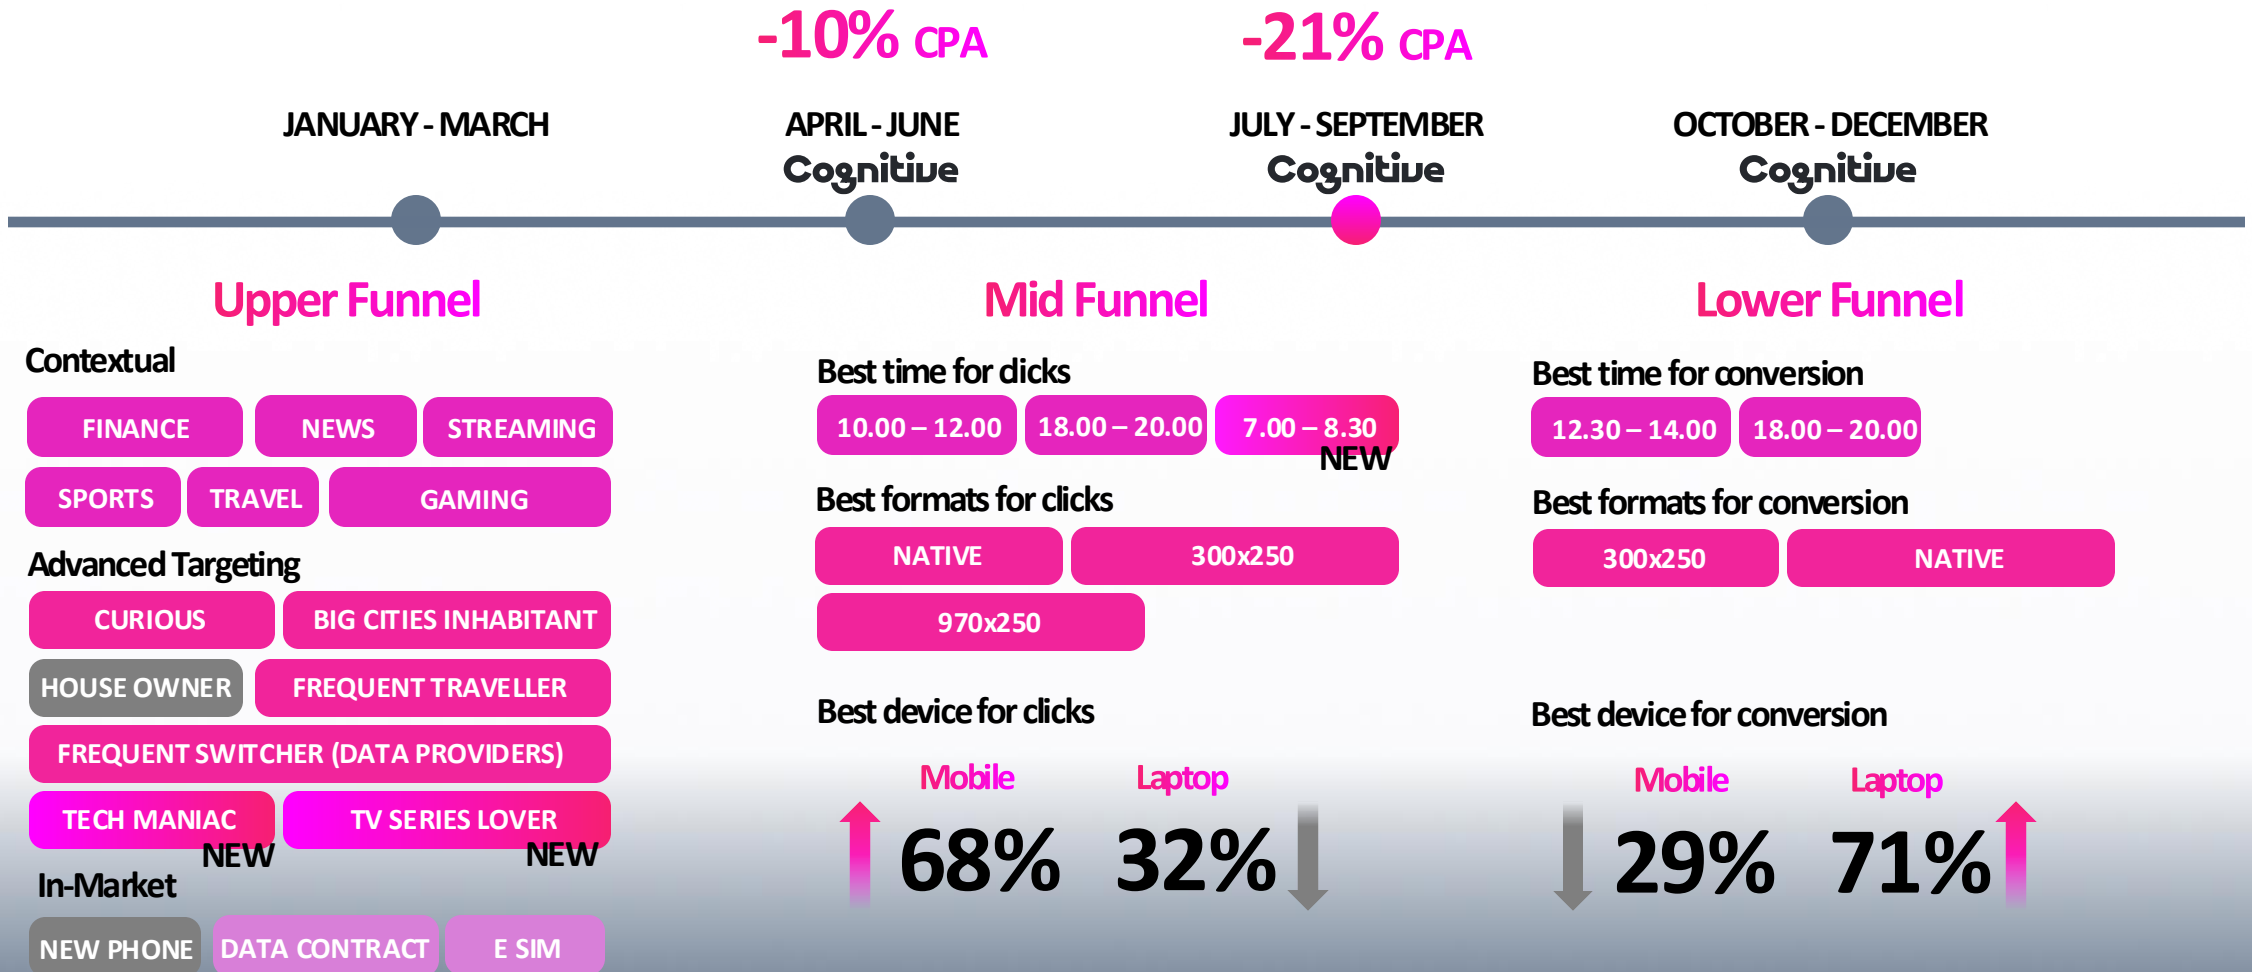 -10% CPA
-21% CPA
JANUARY - MARCH
APRIL - JUNE
JULY - SEPTEMBER
OCTOBER - DECEMBER
Cognitive
Cognitive
Cognitive
Upper Funnel
Contextual
FINANCE
NEWS
STREAMING
SPORTS
TRAVEL
GAMING
Advanced Targeting
CURIOUS
BIG CITIES INHABITANT
HOUSE OWNER
FREQUENT TRAVELLER
FREQUENT SWITCHER (DATA PROVIDERS)
TECH MANIAC
NEW
TV SERIES LOVER
NEW
In-Market
NEW PHONE
DATA CONTRACT
E SIM
Mid Funnel
Best time for clicks
10.00 – 12.00
18.00 – 20.00
7.00 – 8.30
NEW
Best formats for clicks
NATIVE
300x250
970x250
Best device for clicks
Mobile
Laptop
68%
32%
Lower Funnel
Best time for conversion
12.30 – 14.00
18.00 – 20.00
Best formats for conversion
300x250
NATIVE
Best device for conversion
Mobile
Laptop
29%
71%